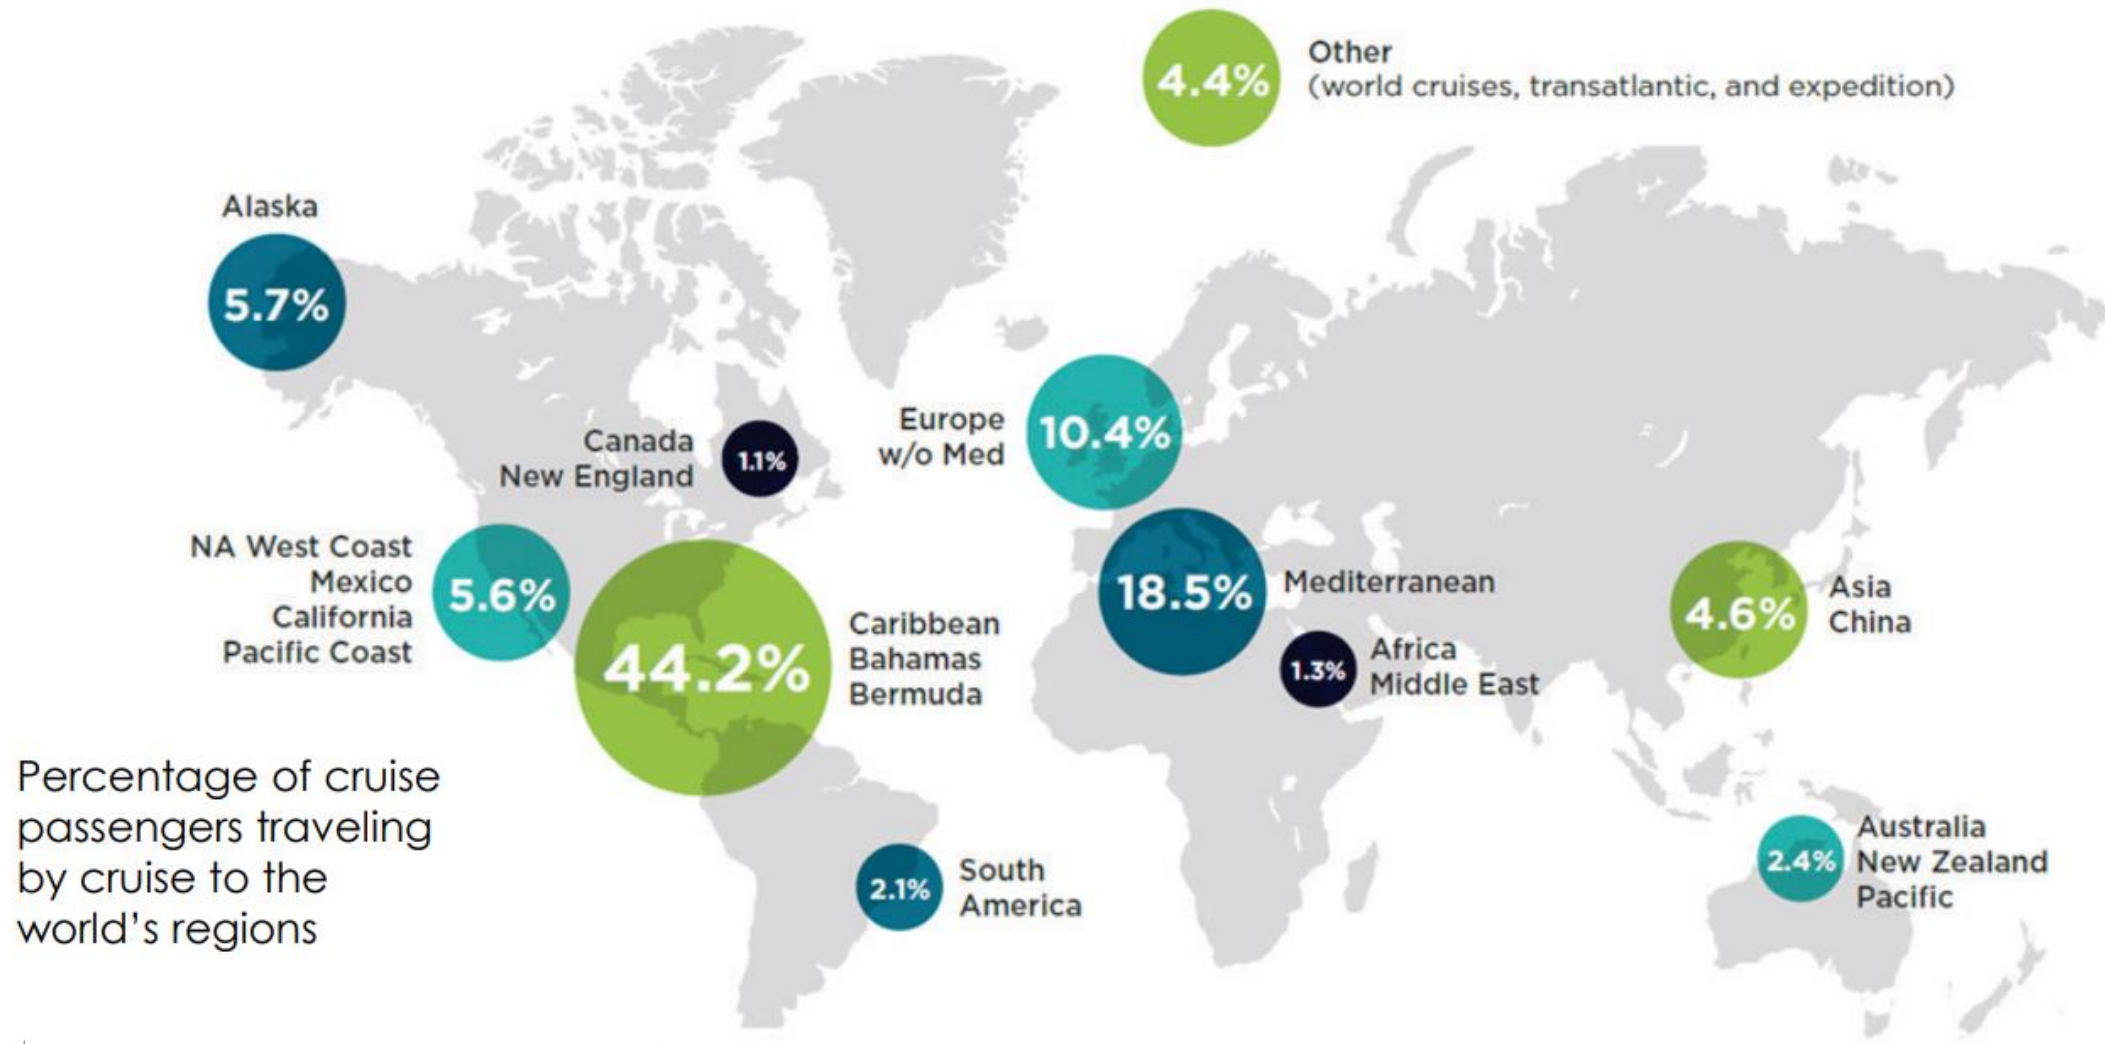 4.4%
Other
(world cruises, transatlantic, and expedition)
Alaska
5.7%
Canada
New England
1.1%
Europe
w/o Med
10.4%
NA West Coast
Mexico
California
Pacific Coast
5.6%
44.2%
Caribbean
Bahamas
Bermuda
18.5%
Mediterranean
1.3%
Africa
Middle East
4.6%
Asia
China
Percentage of cruise
passengers traveling
by cruise to the
world's regions
2.1%
South
America
2.4%
Australia
New Zealand
Pacific